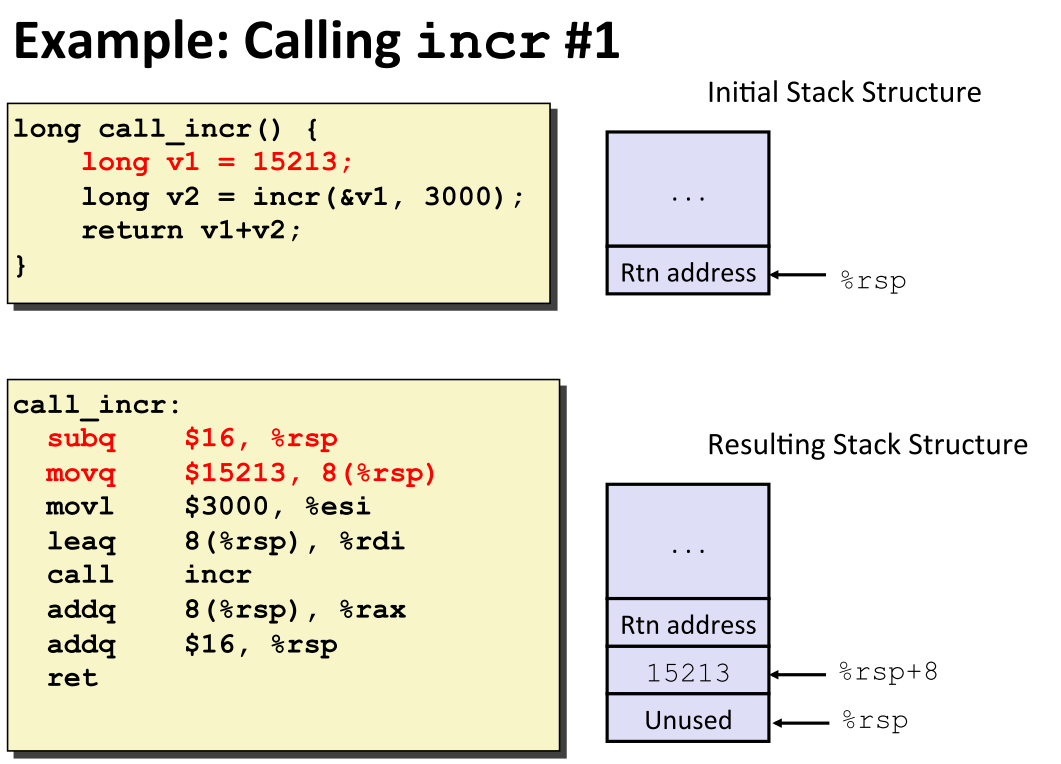 Example: Calling incr #1
long call_incr() {
    long v1 = 15213;
    long v2 = incr(&v1, 3000);
    return v1+v2;
}
Initial Stack Structure
...
Rtn address
%rsp
call_incr:
  subq    $16, %rsp
  movq    $15213, 8(%rsp)
  movl    $3000, %esi
  leaq    8(%rsp), %rdi
  call    incr
  addq    8(%rsp), %rax
  addq    $16, %rsp
  ret
Resulting Stack Structure
...
Rtn address
15213
%rsp+8
Unused
%rsp